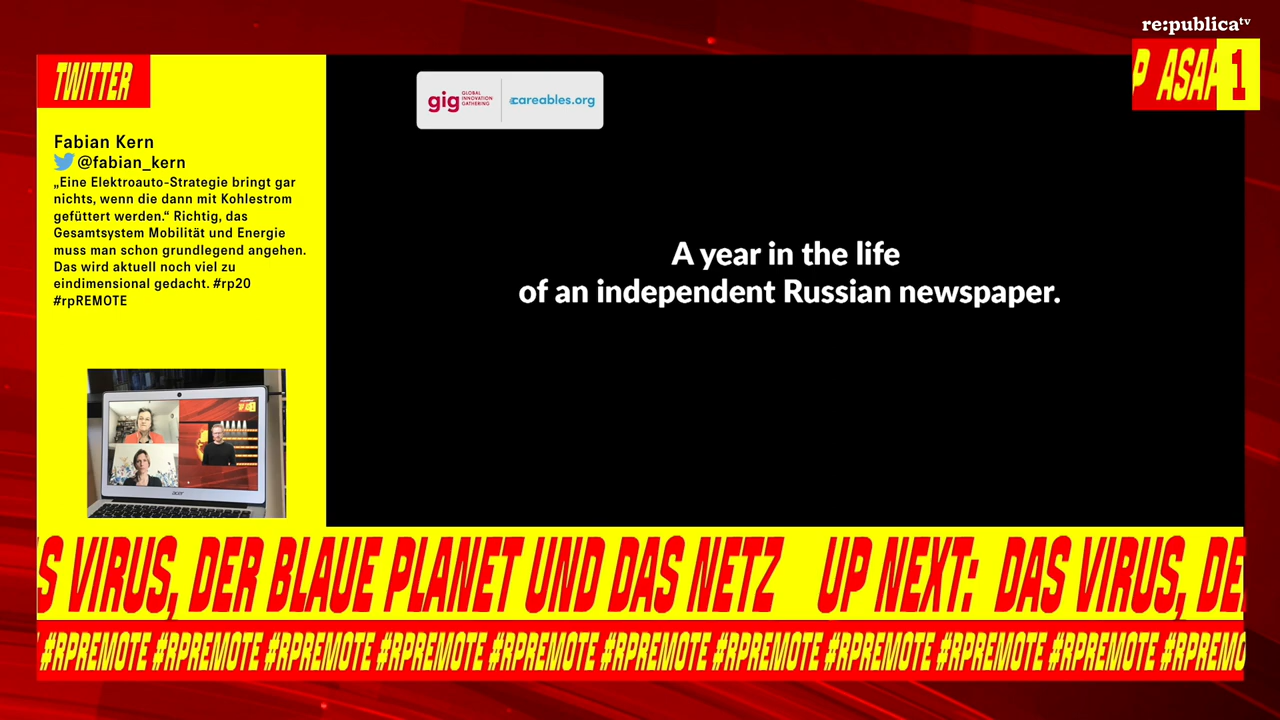 re:publica tv
P ASAP 1
TWITTER
Fabian Kern
@fabian_kern
„Eine Elektroauto-Strategie bringt gar
nichts, wenn die dann mit Kohlestrom
gefüttert werden.“ Richtig, das
Gesamtsystem Mobilität und Energie
muss man schon grundlegend angehen.
Das wird aktuell noch viel zu
eindimensional gedacht. #rp20
#rpREMOTE
acer
gig GLOBAL
INNOVATION
GATHERING
careables.org
A year in the life
of an independent Russian newspaper.
S VIRUS, DER BLAUE PLANET UND DAS NETZ UP NEXT: DAS VIRUS, DE
#RPREMOTE #RPREMOTE #RPREMOTE #RPREMOTE #RPREMOTE #RPREMOTE #RPREMOTE #RPREMOTE #RPREMOTE #RPREMOTE #RPREMO